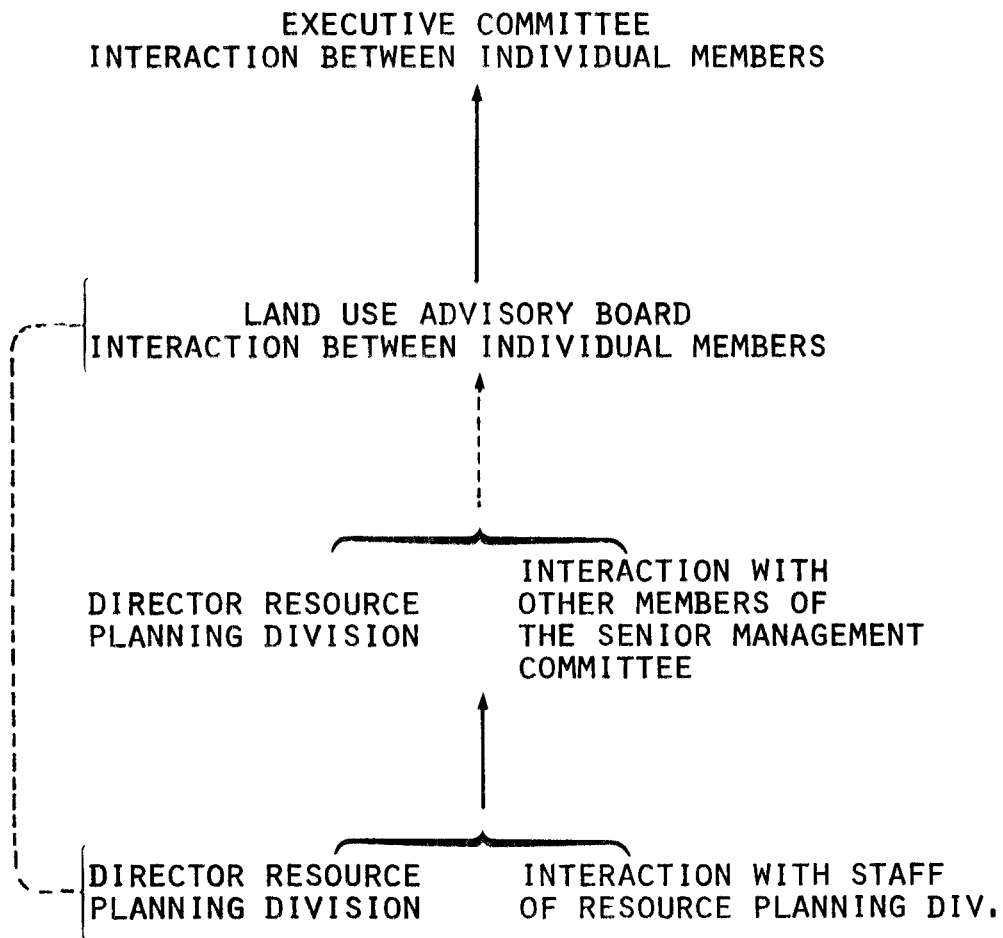 EXECUTIVE COMMITTEE
INTERACTION BETWEEN INDIVIDUAL MEMBERS
LAND USE ADVISORY BOARD
INTERACTION BETWEEN INDIVIDUAL MEMBERS
DIRECTOR RESOURCE
PLANNING DIVISION
INTERACTION WITH
OTHER MEMBERS OF
THE SENIOR MANAGEMENT
COMMITTEE
DIRECTOR RESOURCE
PLANNING DIVISION
INTERACTION WITH STAFF
OF RESOURCE PLANNING DIV.